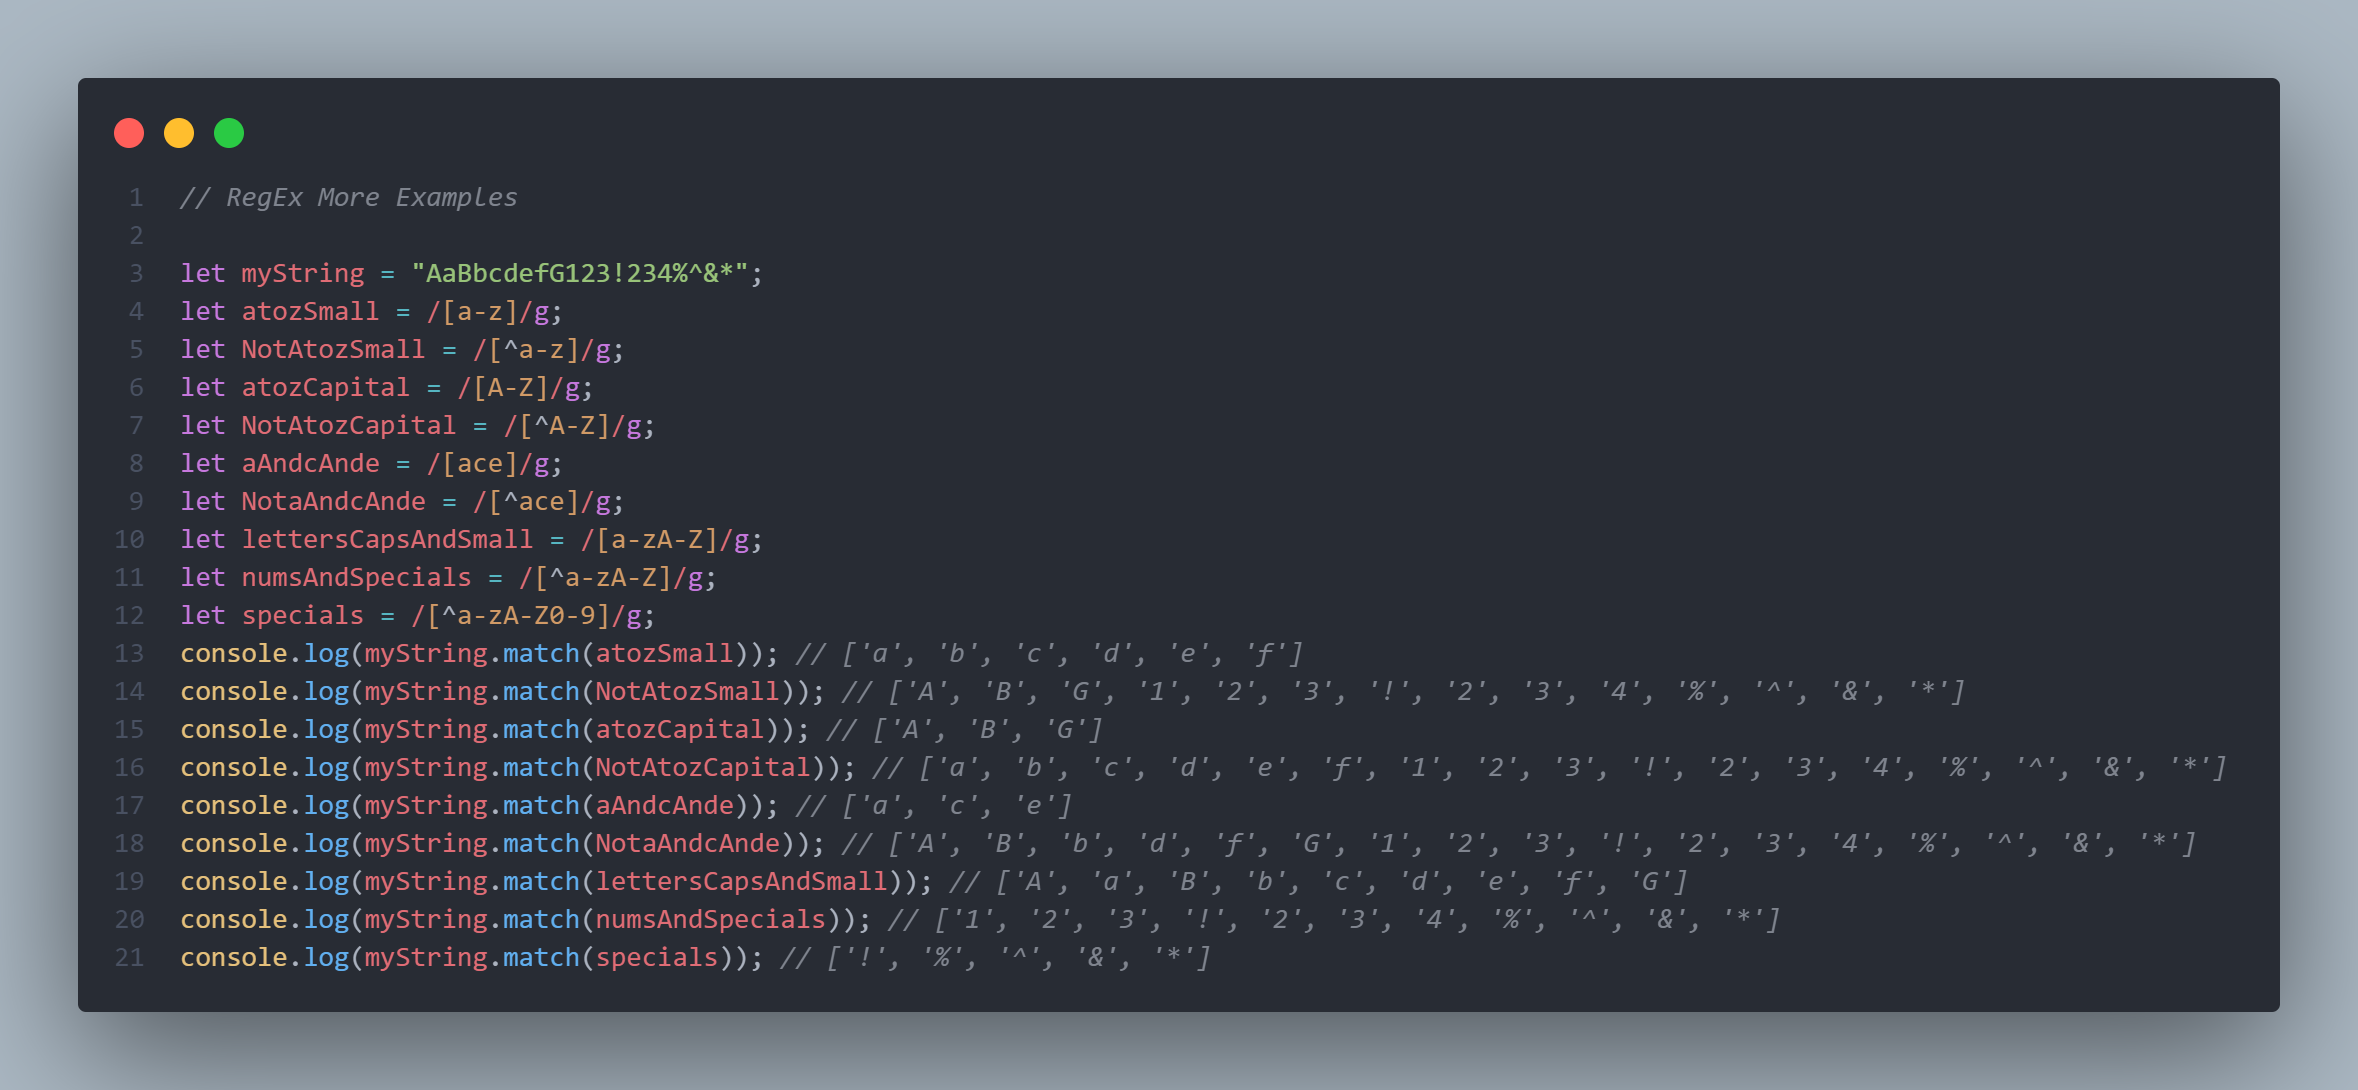 1 // RegEx More Examples
2
3 let myString = "AaBbcdefG123!234%^&*";
4 let atozSmall = /[a-z]/g;
5 let NotAtozSmall = /[^a-z]/g;
6 let atozCapital = /[A-Z]/g;
7 let NotAtozCapital = /[^A-Z]/g;
8 let aAndcAnde = /[ace]/g;
9 let NotaAndcAnde = /[^ace]/g;
10 let lettersCapsAndSmall = /[a-zA-Z]/g;
11 let numsAndSpecials = /[^a-zA-Z]/g;
12 let specials = /[^a-zA-Z0-9]/g;
13 console.log(myString.match(atozSmall)); // ['a', 'b', 'c', 'd', 'e', 'f']
14 console.log(myString.match(NotAtozSmall)); // ['A', 'B', 'G', '1', '2', '3', '!', '2', '3', '4', '%', '^', '&', '*']
15 console.log(myString.match(atozCapital)); // ['A', 'B', 'G']
16 console.log(myString.match(NotAtozCapital)); // ['a', 'b', 'c', 'd', 'e', 'f', '1', '2', '3', '!', '2', '3', '4', '%', '^', '&', '*']
17 console.log(myString.match(aAndcAnde)); // ['a', 'c', 'e']
18 console.log(myString.match(NotaAndcAnde)); // ['A', 'B', 'b', 'd', 'f', 'G', '1', '2', '3', '!', '2', '3', '4', '%', '^', '&', '*']
19 console.log(myString.match(lettersCapsAndSmall)); // ['A', 'a', 'B', 'b', 'c', 'd', 'e', 'f', 'G']
20 console.log(myString.match(numsAndSpecials)); // ['1', '2', '3', '!', '2', '3', '4', '%', '^', '&', '*']
21 console.log(myString.match(specials)); // ['!', '%', '^', '&', '*']